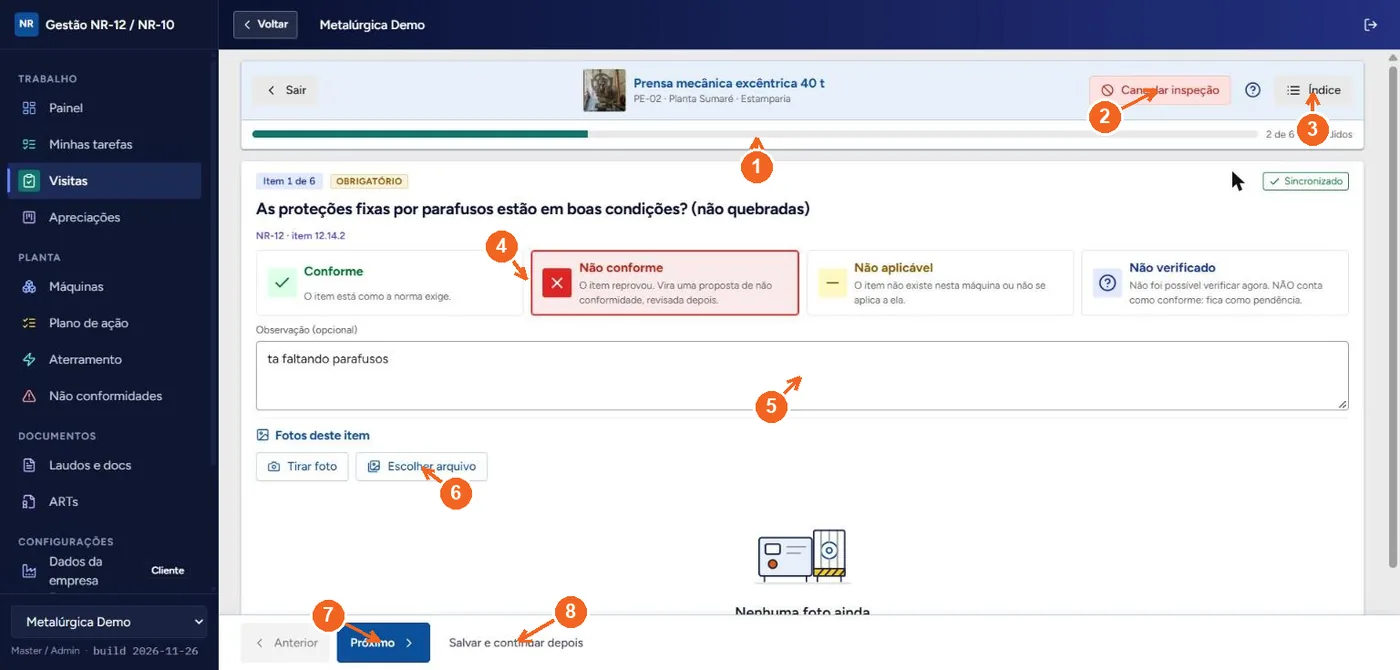 NR Gestão NR-12 / NR-10
Voltar
Metalúrgica Demo
TRABALHO
Painel
Minhas tarefas
Visitas
Apreciações
PLANTA
Máquinas
Plano de ação
Aterramento
Não conformidades
DOCUMENTOS
Laudos e docs
ARTs
CONFIGURAÇÕES
Dados da empresa
Cliente
Metalúrgica Demo
Master / Admin · build 2026-11-26
Sair
Prensa mecânica excêntrica 40 t
PE-02 · Planta Sumaré · Estamparia
Cancelar inspeção
Índice
2 de 6
1
2
3
Item 1 de 6
OBRIGATÓRIO
Sincronizado
As proteções fixas por parafusos estão em boas condições? (não quebradas)
NR-12 · item 12.14.2
4
Conforme
O item está como a norma exige.
Não conforme
O item reprovou. Vira uma proposta de não
conformidade, revisada depois.
Não aplicável
O item não existe nesta máquina ou não se
aplica a ela.
Não verificado
Não foi possível verificar agora. NÃO conta
como conforme: fica como pendência.
Observação (opcional)
ta faltando parafusos
5
Fotos deste item
Tirar foto
Escolher arquivo
6
Nenhuma foto ainda
7
8
Anterior
Próximo
Salvar e continuar depois